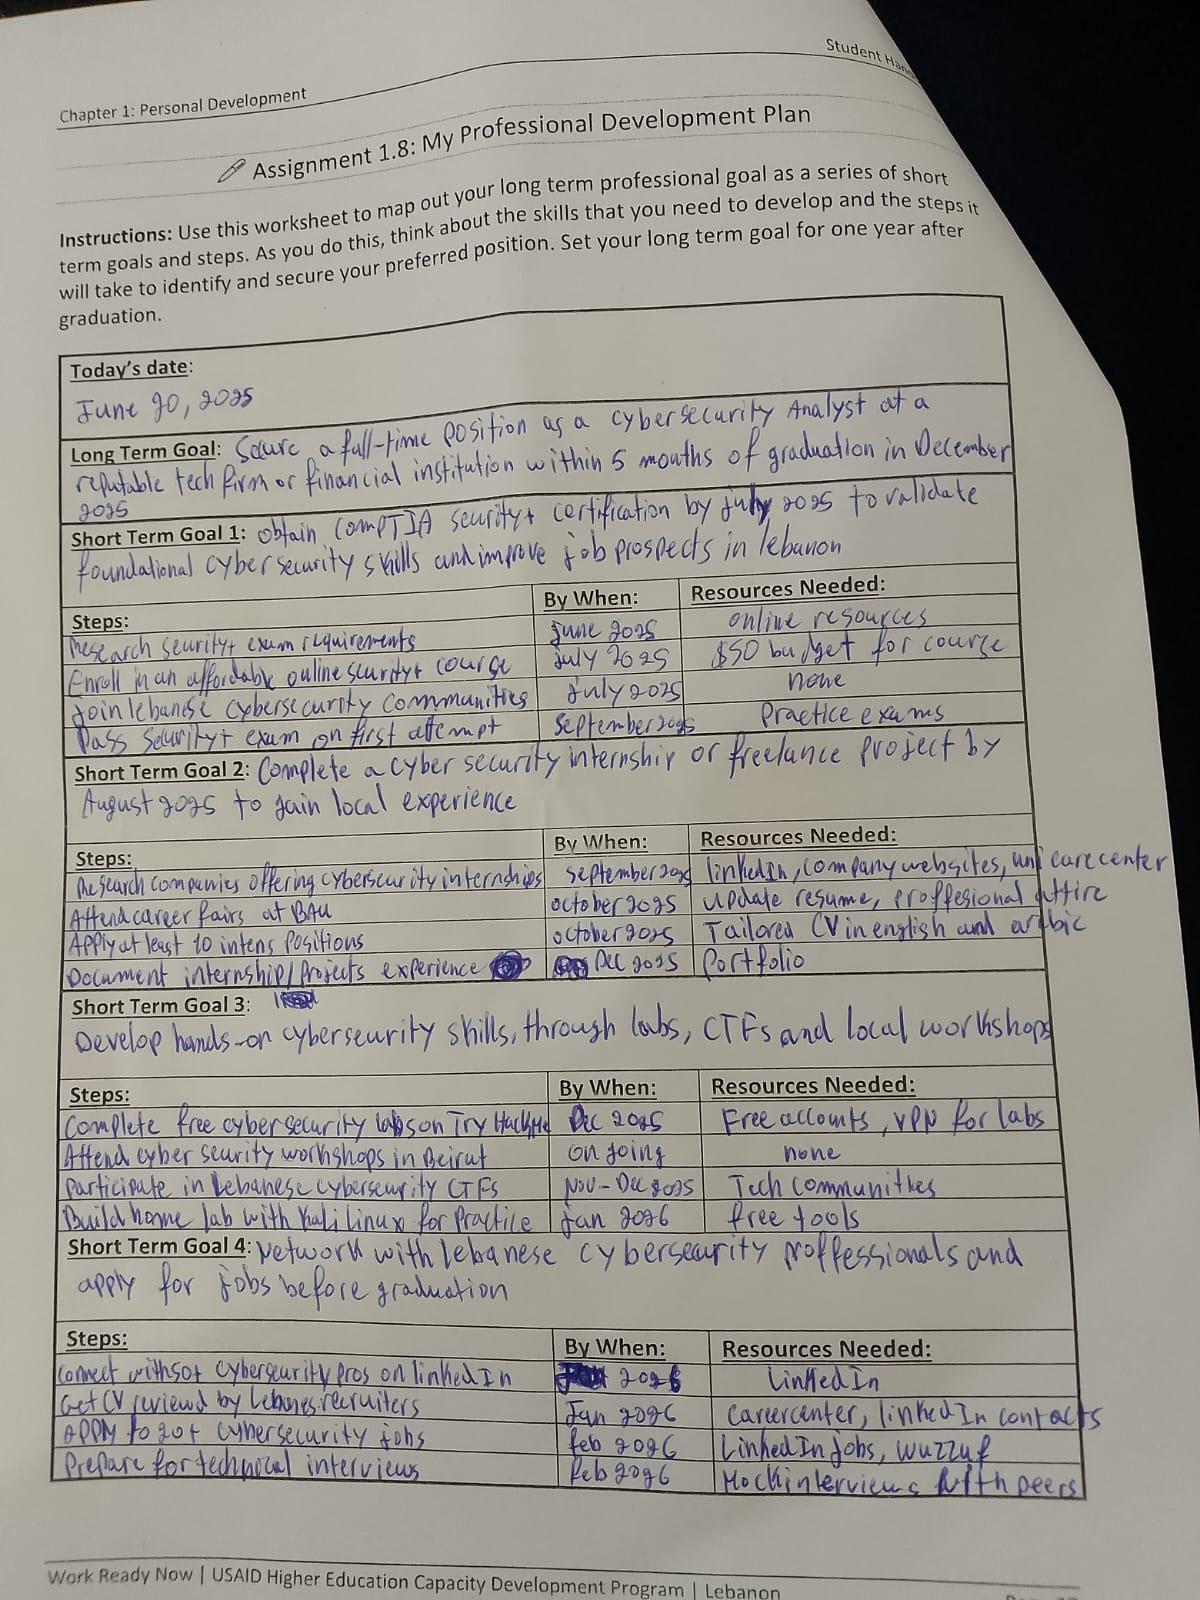 Student Han
Chapter 1: Personal Development
Assignment 1.8: My Professional Development Plan
Instructions: Use this worksheet to map out your long term professional goal as a series of short
term goals and steps. As you do this, think about the skills that you need to develop and the steps it
will take to identify and secure your preferred position. Set your long term goal for one year after
graduation.
Today's date:
June 20, 2025
Long Term Goal: Secure a full-time position as a cybersecurity Analyst at a
reputable tech firm or financial institution within 5 months of graduation in December
2025
Short Term Goal 1: obtain COMPTIA security+ certification by july 2025 to validate
foundational cybersecurity skills and improve job prospects in lebanon
Steps: By When: Resources Needed:
Research seurity+ exam requirements june 2025 online resources
Enroll in an affordable online scurity+ course july 2025 $50 budget for course
Join lebanese cybersecurity communities july 2025 none
Pass security+ exam on first attempt september 2025 Practice exams
Short Term Goal 2: Complete a cyber security internship or freelance project by
August 2025 to gain local experience
Steps: By When: Resources Needed:
Research companies offering cyberseurity internships september 2025 linkedIn, company websites, uni carecenter
Attend career fairs at BAU october 2025 update resume, proffesional attire
Apply at least 10 intens positions october 2025 Tailored CV in english and arabic
Document internship/projects experience Dec 2025 Portfolio
Short Term Goal 3:
Develop hands-on cyberseurity skills, through labs, CTFs and local workshops
Steps: By When: Resources Needed:
Complete free cybersecurity labs on TryHackMe Dec 2025 Free accounts, VPN for labs
Attend cyber scurity workshops in Beirut on going none
participate in Lebanese cyberseurity CTFs Nov-Dec 2025 Tech communities
Build home lab with kali linux for Practice jan 2026 free tools
Short Term Goal 4: Network with lebanese cybersecurity proffessionals and
apply for jobs before graduation
Steps: By When: Resources Needed:
Connect with 50+ cyberseurity pros on linkedIn 2026 LinkedIn
Get CV reviewd by Lebanes recruiters Jan 2026 Careercenter, linkedIn contacts
apply to 20+ cybersecurity jobs feb 2026 LinkedIn jobs, wuzzuf
Prepare for technical interviews feb 2026 Mock interviews with peers
Work Ready Now | USAID Higher Education Capacity Development Program | Lebanon